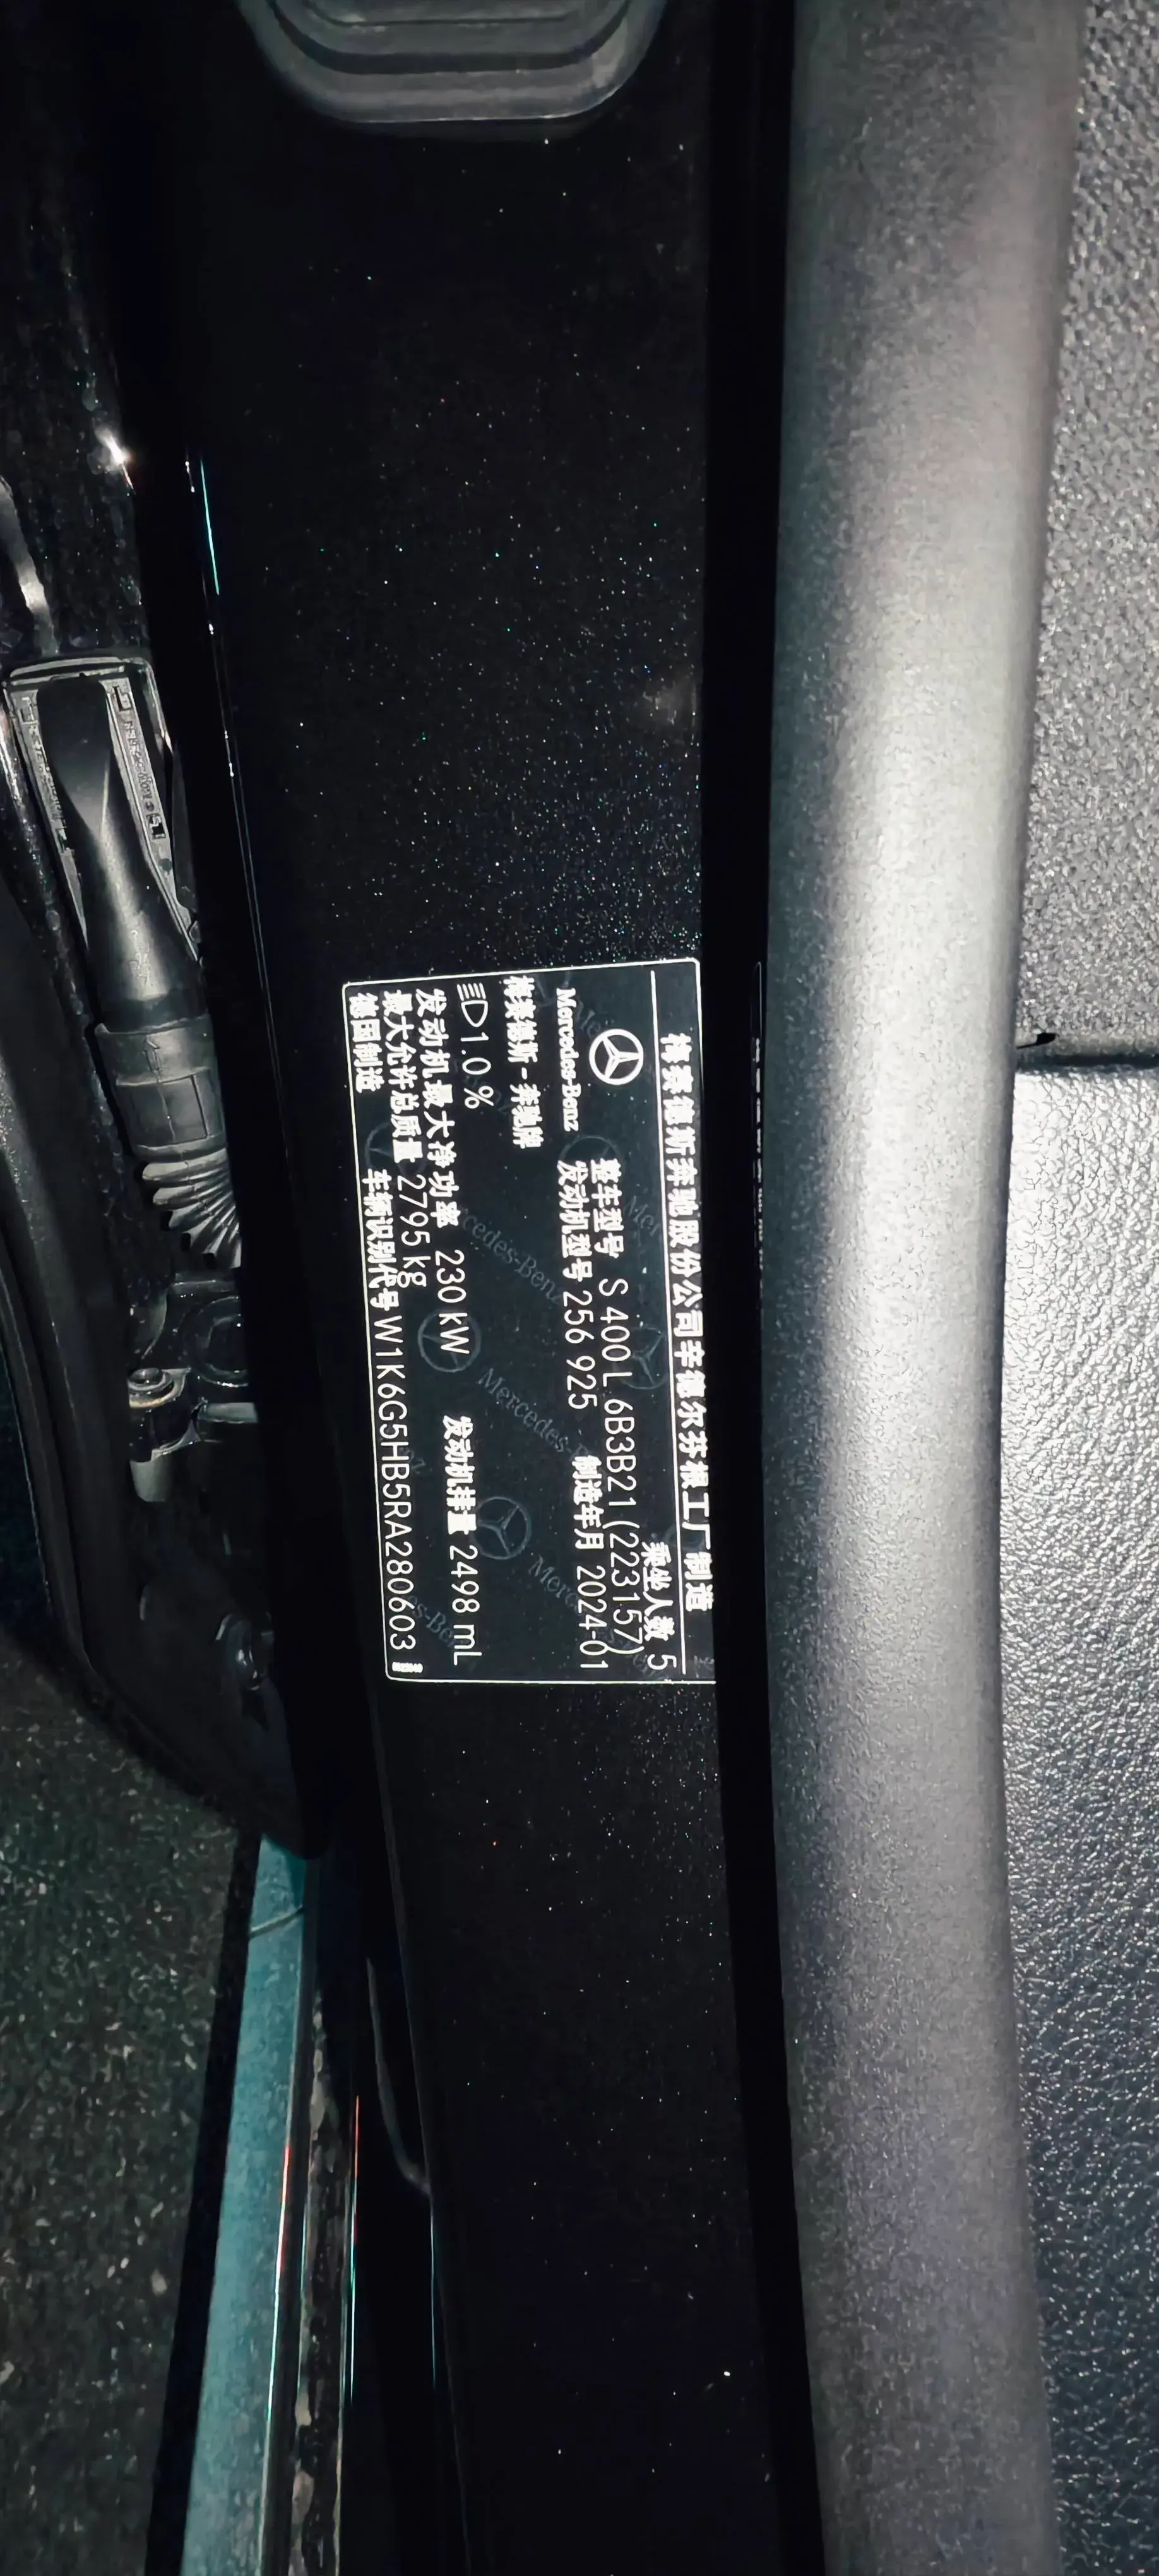 梅赛德斯奔驰股份公司辛德尔芬根工厂制造
乘坐人数 5
整车型号 S 400 L 6B3B21(223157)
Mercedes-Benz
发动机型号 256 925 制造年月 2024-01
梅赛德斯-奔驰牌
1.0 %
发动机最大净功率 230 kW 发动机排量 2498 mL
最大允许总质量 2795 kg
德国制造 车辆识别代号 W1K6G5HB5RA280603